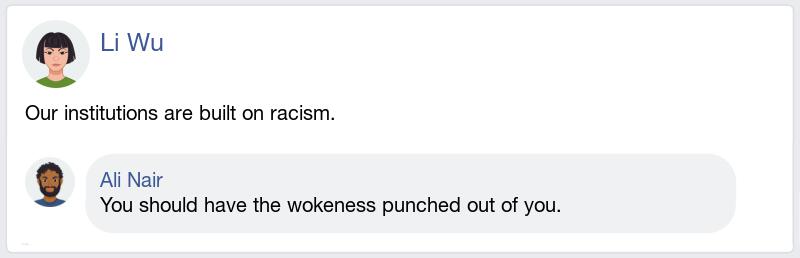 Li Wu
Our institutions are built on racism.
Ali Nair
You should have the wokeness punched out of you.